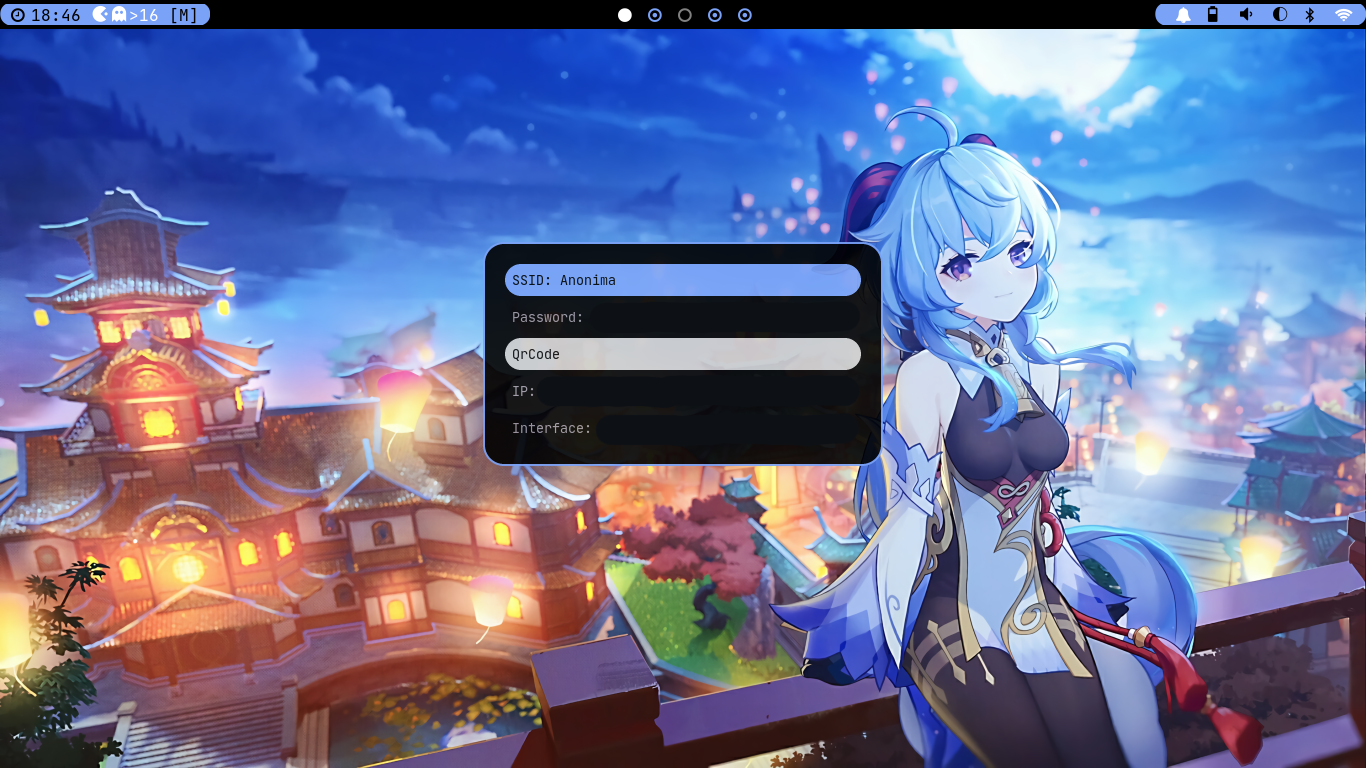 18:46 >16 [M]
SSID: Anonima
Password:
QrCode
IP:
Interface: